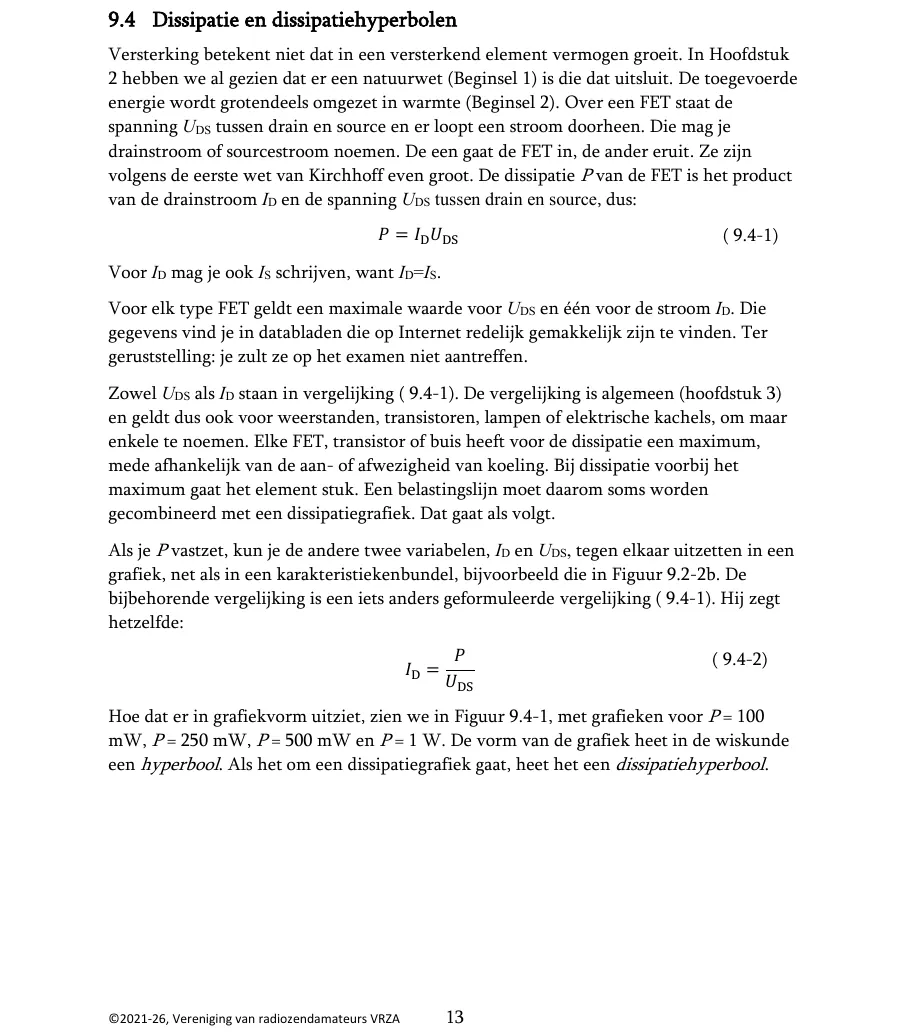 9.4 Dissipatie en dissipatiehyperbolen
Versterking betekent niet dat in een versterkend element vermogen groeit. In Hoofdstuk
2 hebben we al gezien dat er een natuurwet (Beginsel 1) is die dat uitsluit. De toegevoerde
energie wordt grotendeels omgezet in warmte (Beginsel 2). Over een FET staat de
spanning UDS tussen drain en source en er loopt een stroom doorheen. Die mag je
drainstroom of sourcestroom noemen. De een gaat de FET in, de ander eruit. Ze zijn
volgens de eerste wet van Kirchhoff even groot. De dissipatie P van de FET is het product
van de drainstroom ID en de spanning UDS tussen drain en source, dus:
P = IDUDS ( 9.4-1)
Voor ID mag je ook IS schrijven, want ID=IS.
Voor elk type FET geldt een maximale waarde voor UDS en één voor de stroom ID. Die
gegevens vind je in databladen die op Internet redelijk gemakkelijk zijn te vinden. Ter
geruststelling: je zult ze op het examen niet aantreffen.
Zowel UDS als ID staan in vergelijking ( 9.4-1). De vergelijking is algemeen (hoofdstuk 3)
en geldt dus ook voor weerstanden, transistoren, lampen of elektrische kachels, om maar
enkele te noemen. Elke FET, transistor of buis heeft voor de dissipatie een maximum,
mede afhankelijk van de aan- of afwezigheid van koeling. Bij dissipatie voorbij het
maximum gaat het element stuk. Een belastingslijn moet daarom soms worden
gecombineerd met een dissipatiegrafiek. Dat gaat als volgt.
Als je P vastzet, kun je de andere twee variabelen, ID en UDS, tegen elkaar uitzetten in een
grafiek, net als in een karakteristiekenbundel, bijvoorbeeld die in Figuur 9.2-2b. De
bijbehorende vergelijking is een iets anders geformuleerde vergelijking ( 9.4-1). Hij zegt
hetzelfde:
ID = P / UDS ( 9.4-2)
Hoe dat er in grafiekvorm uitziet, zien we in Figuur 9.4-1, met grafieken voor P = 100
mW, P = 250 mW, P = 500 mW en P = 1 W. De vorm van de grafiek heet in de wiskunde
een hyperbool. Als het om een dissipatiegrafiek gaat, heet het een dissipatiehyperbool.
©2021-26, Vereniging van radiozendamateurs VRZA 13